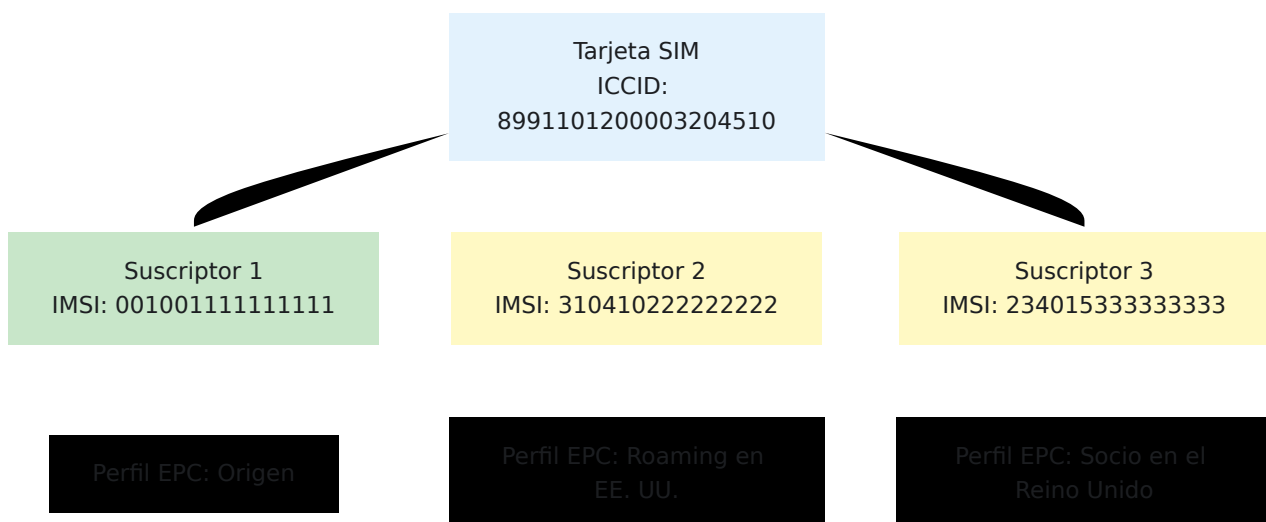 Tarjeta SIM
ICCID:
8991101200003204510
Suscriptor 1
IMSI: 001001111111111
Suscriptor 2
IMSI: 310410222222222
Suscriptor 3
IMSI: 234015333333333
Perfil EPC: Origen
Perfil EPC: Roaming en
EE. UU.
Perfil EPC: Socio en el
Reino Unido